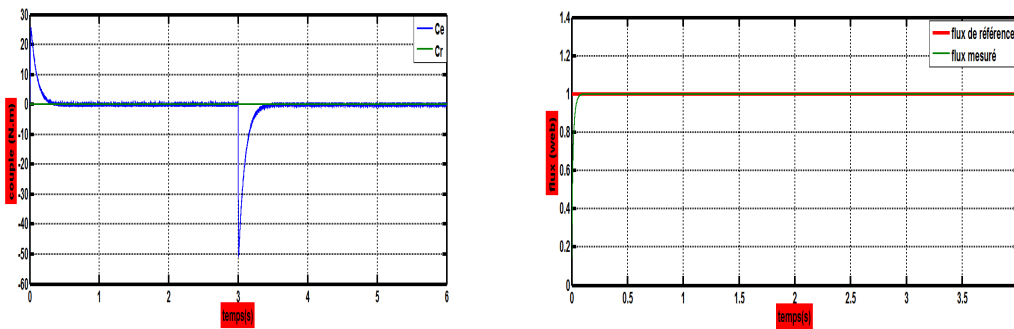 30
20
10
0
-10
-20
-30
-40
-50
-60
0 1 2 3 4 5 6
couple (N.m)
temps(s)
Ce
Cr
1.4
1.2
1
0.8
0.6
0.4
0.2
0
0 0.5 1 1.5 2 2.5 3 3.5
flux (web)
temps(s)
flux de référence
flux mesuré